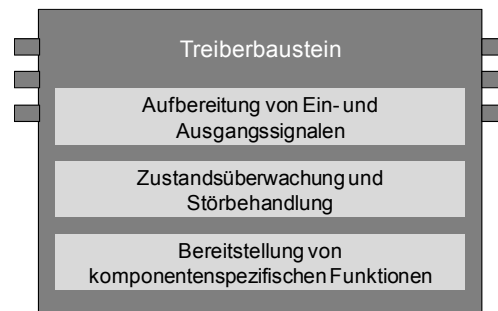 Treiberbaustein
Aufbereitung von Ein- und
Ausgangssignalen
Zustandsüberwachung und
Störbehandlung
Bereitstellung von
komponentenspezifischen Funktionen